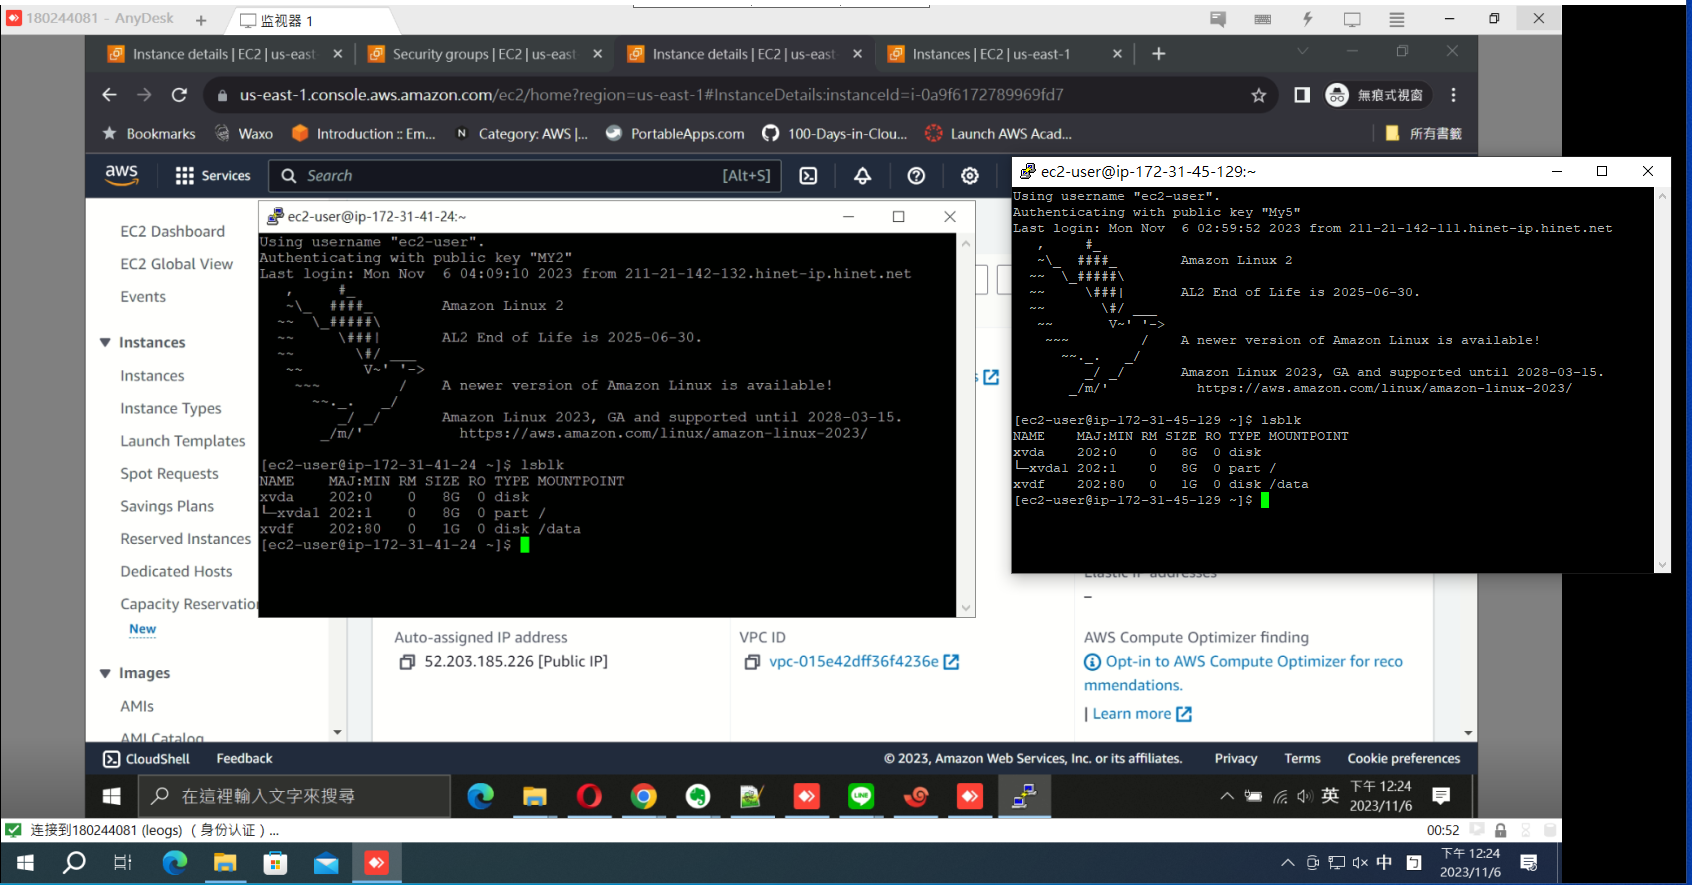 180244081 - AnyDesk
监视器 1
Instance details | EC2 | us-east
Security groups | EC2 | us-east
Instance details | EC2 | us-east
Instances | EC2 | us-east-1
us-east-1.console.aws.amazon.com/ec2/home?region=us-east-1#InstanceDetails:instanceId=i-0a9f6172789969fd7
無痕式視窗
Bookmarks
Waxo
Introduction :: Em...
Category: AWS |...
PortableApps.com
100-Days-in-Clou...
Launch AWS Acad...
所有書籤
aws
Services
Search
[Alt+S]
EC2 Dashboard
EC2 Global View
Events
Instances
Instances
Instance Types
Launch Templates
Spot Requests
Savings Plans
Reserved Instances
Dedicated Hosts
Capacity Reservation
New
Images
AMIs
AMI Catalog
ec2-user@ip-172-31-41-24:~
Using username "ec2-user".
Authenticating with public key "MY2"
Last login: Mon Nov  6 04:09:10 2023 from 211-21-142-132.hinet-ip.hinet.net
   ,     #_
   ~\_  ####_        Amazon Linux 2
  ~~  \_#####\
  ~~     \###|       AL2 End of Life is 2025-06-30.
  ~~       \#/ ___
   ~~       V~' '->
    ~~~         /    A newer version of Amazon Linux is available!
      ~~._.   _/
         _/ _/       Amazon Linux 2023, GA and supported until 2028-03-15.
       _/m/'           https://aws.amazon.com/linux/amazon-linux-2023/
[ec2-user@ip-172-31-41-24 ~]$ lsblk
NAME    MAJ:MIN RM SIZE RO TYPE MOUNTPOINT
xvda    202:0    0   8G  0 disk
└─xvda1 202:1    0   8G  0 part /
xvdf    202:80   0   1G  0 disk /data
[ec2-user@ip-172-31-41-24 ~]$
ec2-user@ip-172-31-45-129:~
Using username "ec2-user".
Authenticating with public key "My5"
Last login: Mon Nov  6 02:59:52 2023 from 211-21-142-111.hinet-ip.hinet.net
   ,     #_
   ~\_  ####_        Amazon Linux 2
  ~~  \_#####\
  ~~     \###|       AL2 End of Life is 2025-06-30.
  ~~       \#/ ___
   ~~       V~' '->
    ~~~         /    A newer version of Amazon Linux is available!
      ~~._.   _/
         _/ _/       Amazon Linux 2023, GA and supported until 2028-03-15.
       _/m/'           https://aws.amazon.com/linux/amazon-linux-2023/
[ec2-user@ip-172-31-45-129 ~]$ lsblk
NAME    MAJ:MIN RM SIZE RO TYPE MOUNTPOINT
xvda    202:0    0   8G  0 disk
└─xvda1 202:1    0   8G  0 part /
xvdf    202:80   0   1G  0 disk /data
[ec2-user@ip-172-31-45-129 ~]$
Elastic IP addresses
–
Auto-assigned IP address
52.203.185.226 [Public IP]
VPC ID
vpc-015e42dff36f4236e
AWS Compute Optimizer finding
Opt-in to AWS Compute Optimizer for reco
mmendations.
| Learn more
CloudShell
Feedback
© 2023, Amazon Web Services, Inc. or its affiliates.
Privacy
Terms
Cookie preferences
在這裡輸入文字來搜尋
LINE
英
下午 12:24
2023/11/6
连接到180244081 (leogs) （身份认证） ...
00:52
中
下午 12:24
2023/11/6